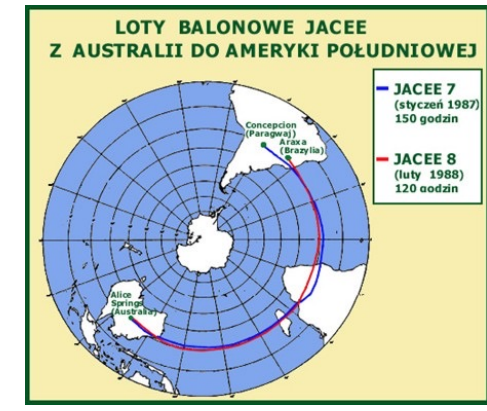 LOTY BALONOWE JACEE
Z AUSTRALII DO AMERYKI POŁUDNIOWEJ
JACEE 7
(styczeń 1987)
150 godzin
JACEE 8
(luty 1988)
120 godzin
Concepcion
(Paragwaj)
Araxa
(Brazylia)
Alice
Springs
(Australia)